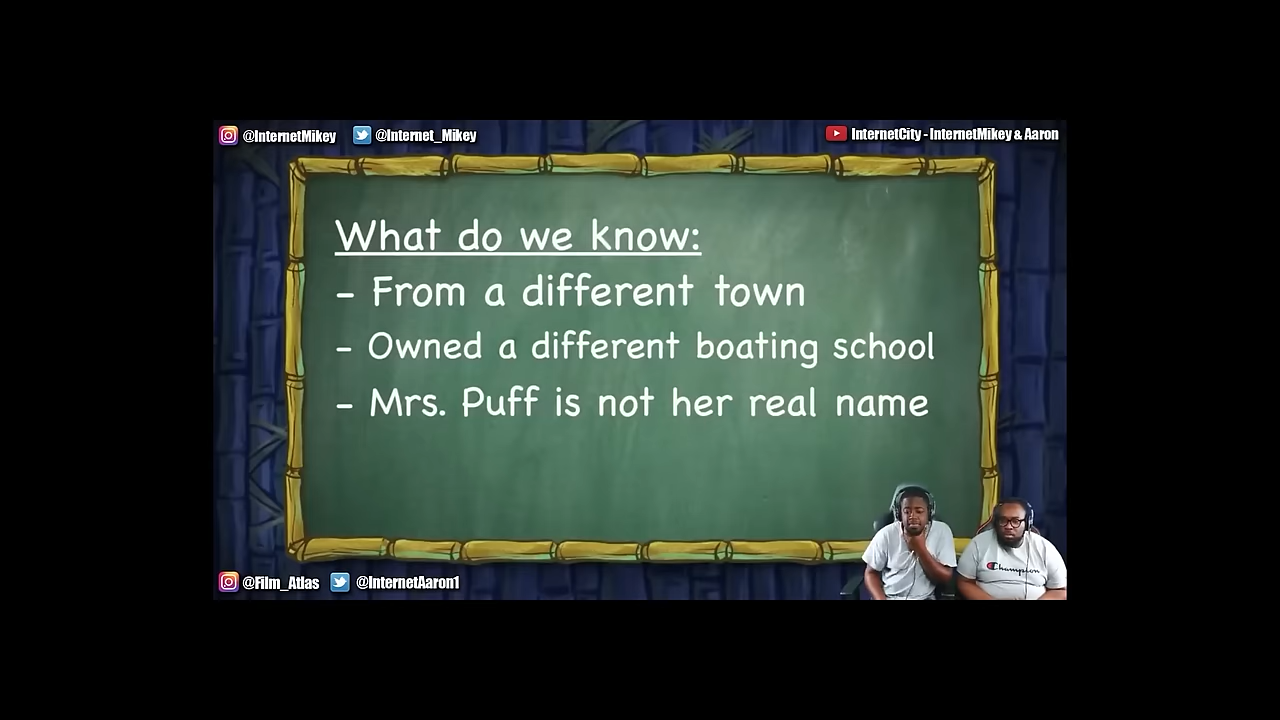 @InternetMikey @Internet_Mikey InternetCity - InternetMikey & Aaron
What do we know:
- From a different town
- Owned a different boating school
- Mrs. Puff is not her real name
Champion
@Film_Atlas @InternetAaron1